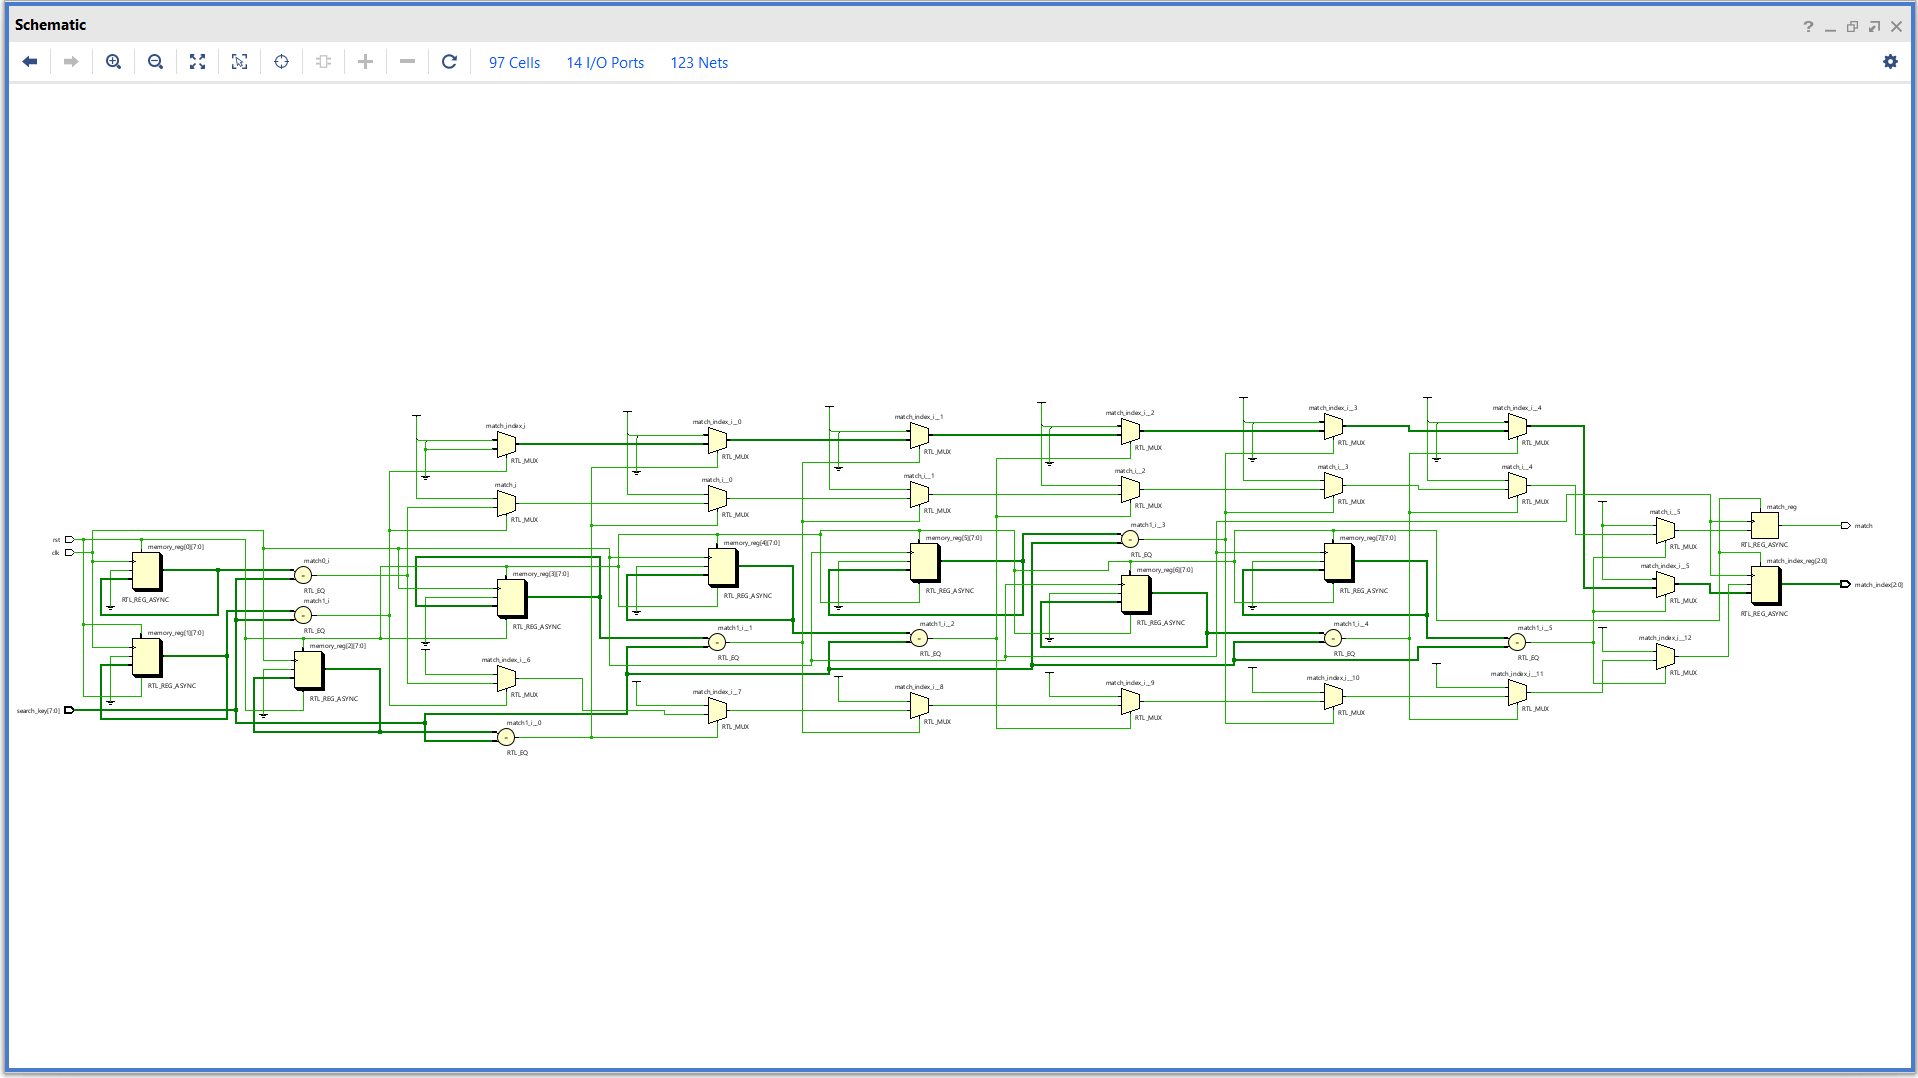 Schematic
97 Cells
14 I/O Ports
123 Nets
match_index_i
RTL_MUX
match_index_i__0
RTL_MUX
match_index_i__1
RTL_MUX
match_index_i__2
RTL_MUX
match_index_i__3
RTL_MUX
match_index_i__4
RTL_MUX
match_i
RTL_MUX
match_i__0
RTL_MUX
match_i__1
RTL_MUX
match_i__2
RTL_MUX
match_i__3
RTL_MUX
match_i__4
RTL_MUX
match_i__5
RTL_MUX
match_reg
RTL_REG_ASYNC
match
rst
clk
memory_reg[0][7:0]
RTL_REG_ASYNC
match0_i
RTL_EQ
match1_i
RTL_EQ
memory_reg[3][7:0]
RTL_REG_ASYNC
memory_reg[4][7:0]
RTL_REG_ASYNC
memory_reg[5][7:0]
RTL_REG_ASYNC
match1_i__3
RTL_EQ
memory_reg[6][7:0]
RTL_REG_ASYNC
memory_reg[7][7:0]
RTL_REG_ASYNC
match_index_i__5
RTL_MUX
match_index_reg[2:0]
RTL_REG_ASYNC
match_index[2:0]
memory_reg[1][7:0]
RTL_REG_ASYNC
memory_reg[2][7:0]
RTL_REG_ASYNC
match1_i__1
RTL_EQ
match1_i__2
RTL_EQ
match1_i__4
RTL_EQ
match1_i__5
RTL_EQ
match_index_i__12
RTL_MUX
match_index_i__6
RTL_MUX
match_index_i__7
RTL_MUX
match_index_i__8
RTL_MUX
match_index_i__9
RTL_MUX
match_index_i__10
RTL_MUX
match_index_i__11
RTL_MUX
search_key[7:0]
match1_i__0
RTL_EQ